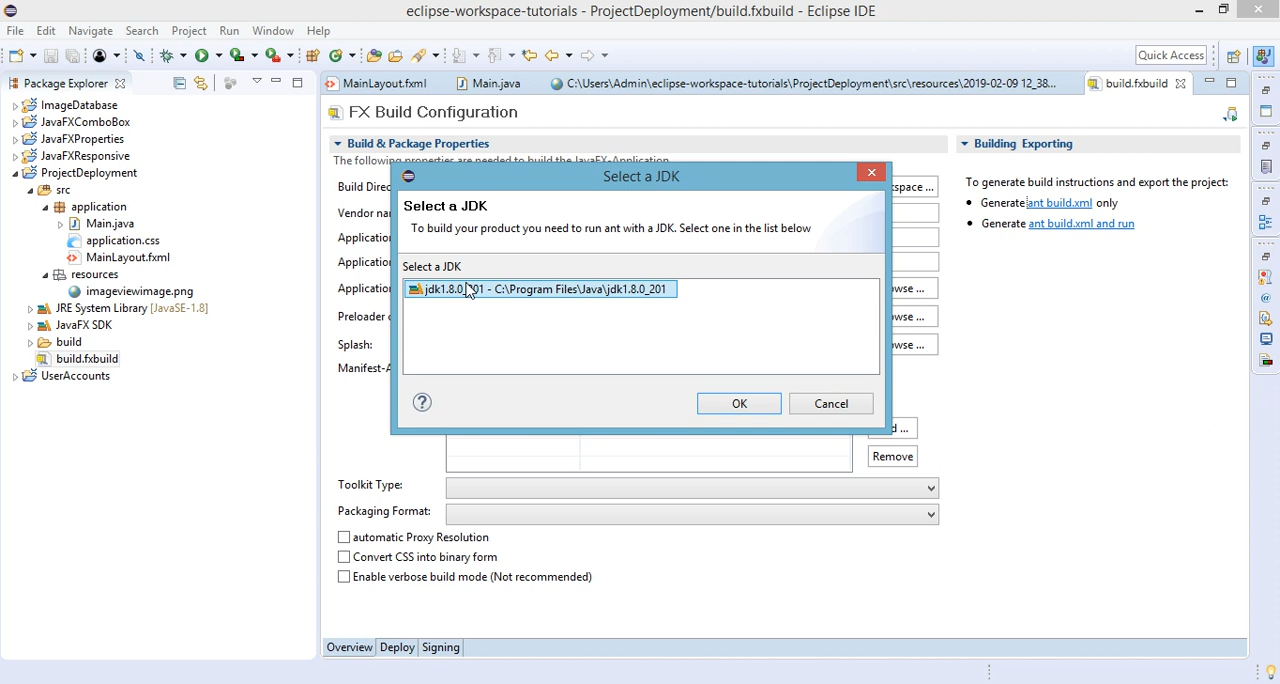 eclipse-workspace-tutorials - ProjectDeployment/build.fxbuild - Eclipse IDE
File Edit Navigate Search Project Run Window Help
Quick Access
Package Explorer
MainLayout.fxml
Main.java
C:\Users\Admin\eclipse-workspace-tutorials\ProjectDeployment\src\resources\2019-02-09 12_38...
build.fxbuild
ImageDatabase
JavaFXComboBox
JavaFXProperties
JavaFXResponsive
ProjectDeployment
src
application
Main.java
application.css
MainLayout.fxml
resources
imageviewimage.png
JRE System Library [JavaSE-1.8]
JavaFX SDK
build
build.fxbuild
UserAccounts
FX Build Configuration
Build & Package Properties
The following properties are needed to build the JavaFX-Application
Build Direc
space ...
Vendor nam
Application
Application
Application
wse ...
Preloader c
wse ...
Splash:
wse ...
Manifest-A
d ...
Remove
Toolkit Type:
Packaging Format:
automatic Proxy Resolution
Convert CSS into binary form
Enable verbose build mode (Not recommended)
Overview Deploy Signing
Building Exporting
To generate build instructions and export the project:
Generate ant build.xml only
Generate ant build.xml and run
Select a JDK
Select a JDK
To build your product you need to run ant with a JDK. Select one in the list below
Select a JDK
jdk1.8.0_201 - C:\Program Files\Java\jdk1.8.0_201
OK
Cancel